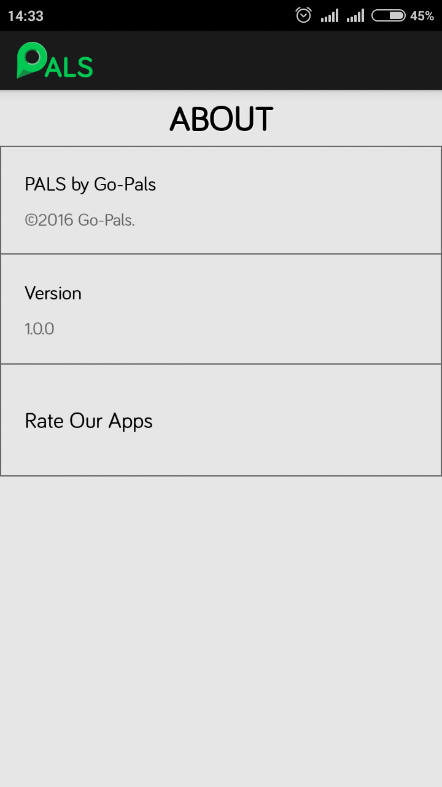 14:33
45%
PALS
ABOUT
PALS by Go-Pals
©2016 Go-Pals.
Version
1.0.0
Rate Our Apps